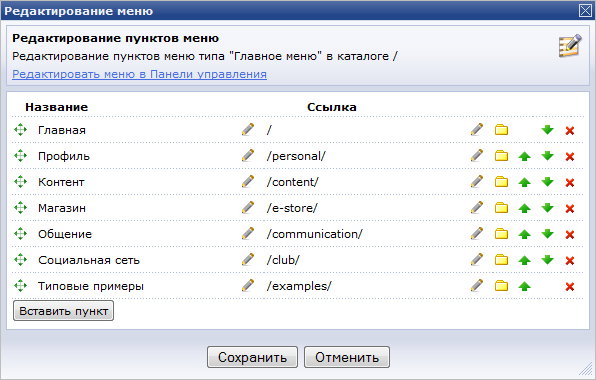 Редактирование меню
Редактирование пунктов меню
Редактирование пунктов меню типа "Главное меню" в каталоге /
Редактировать меню в Панели управления
Название Ссылка
Главная /
Профиль /personal/
Контент /content/
Магазин /e-store/
Общение /communication/
Социальная сеть /club/
Типовые примеры /examples/
Вставить пункт
Сохранить Отменить